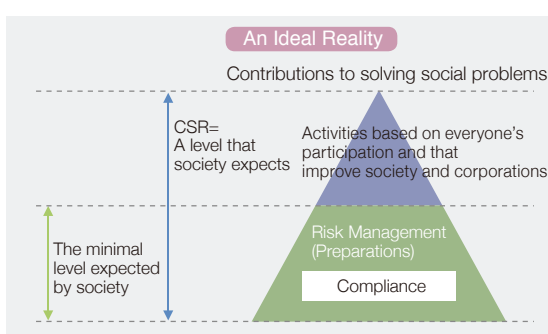 An Ideal Reality
Contributions to solving social problems
CSR=
A level that
society expects
Activities based on everyone's
participation and that
improve society and corporations
The minimal
level expected
by society
Risk Management
(Preparations)
Compliance